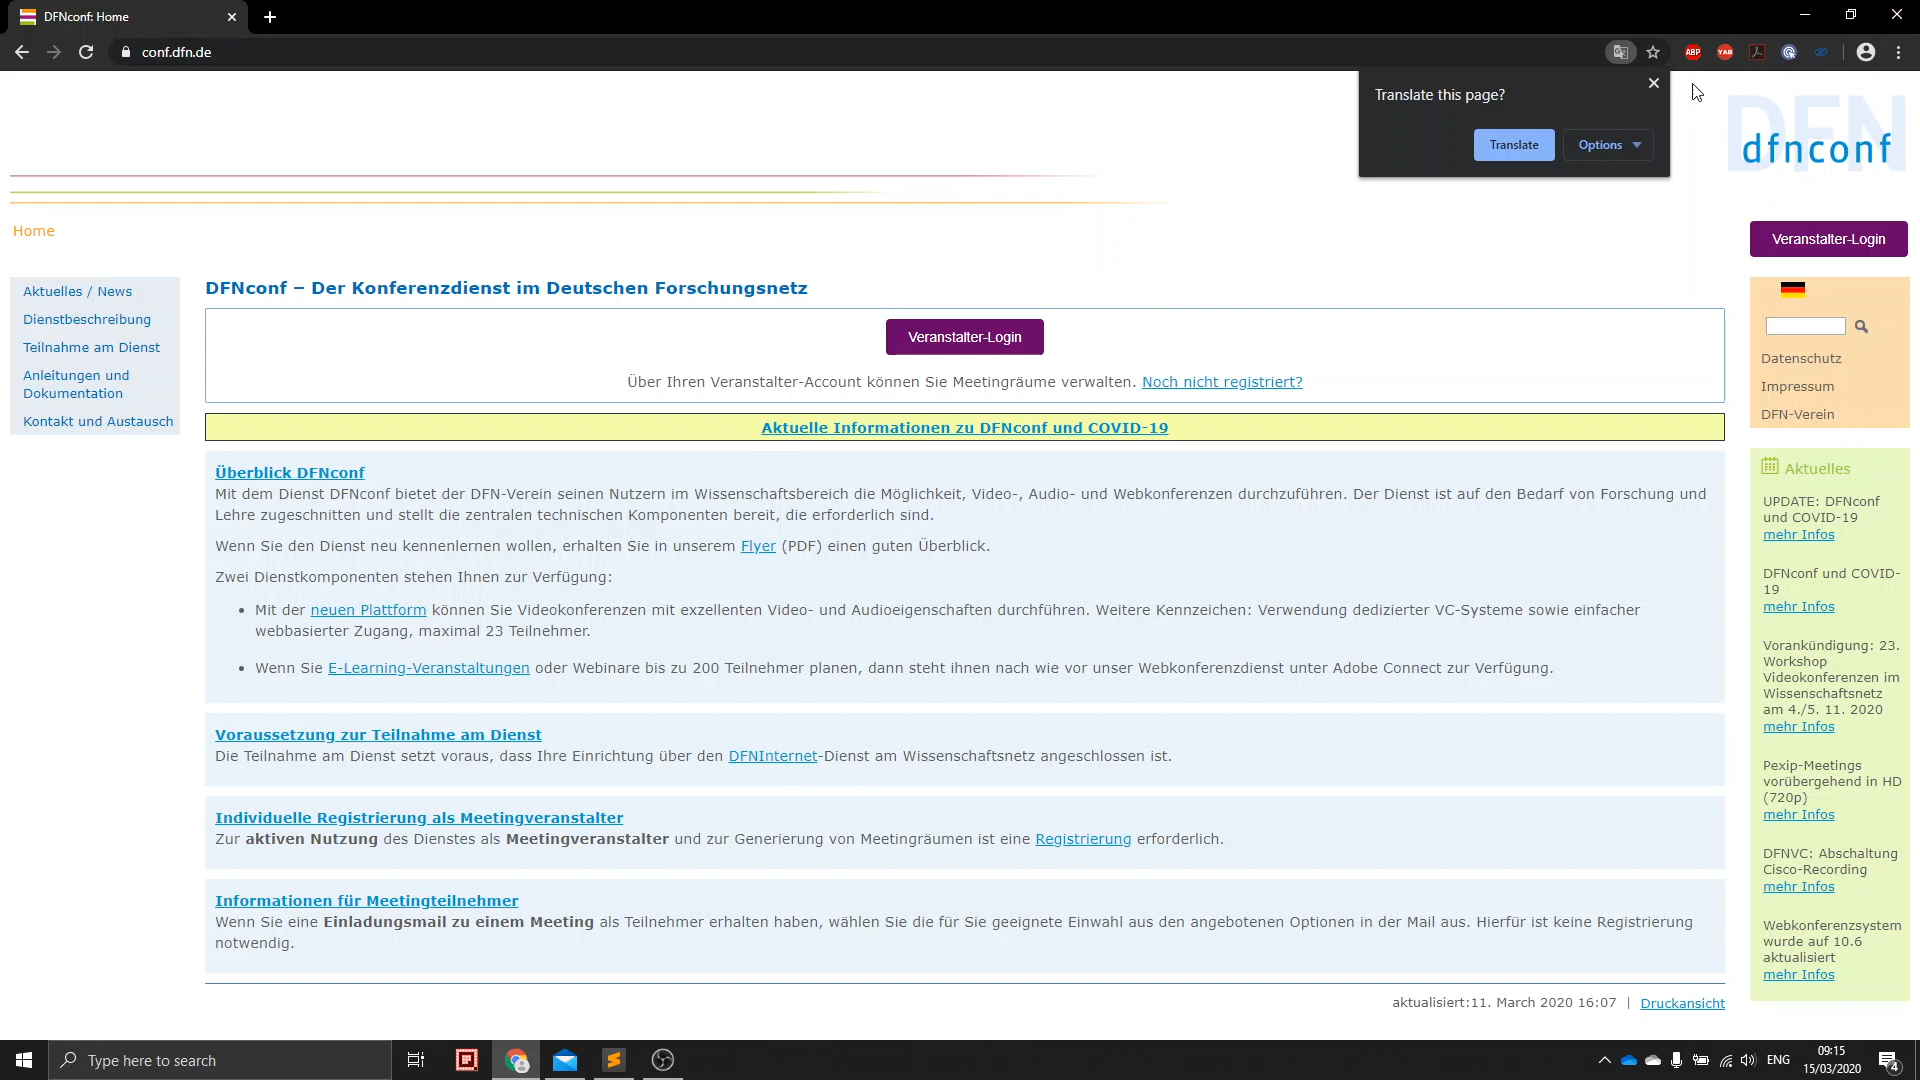 DFNconf: Home
conf.dfn.de
ABP
YAB
Translate this page?
Translate
Options
DFN
dfnconf
Home
Veranstalter-Login
Aktuelles / News
Dienstbeschreibung
Teilnahme am Dienst
Anleitungen und
Dokumentation
Kontakt und Austausch
DFNconf – Der Konferenzdienst im Deutschen Forschungsnetz
Veranstalter-Login
Über Ihren Veranstalter-Account können Sie Meetingräume verwalten. Noch nicht registriert?
Aktuelle Informationen zu DFNconf und COVID-19
Überblick DFNconf
Mit dem Dienst DFNconf bietet der DFN-Verein seinen Nutzern im Wissenschaftsbereich die Möglichkeit, Video-, Audio- und Webkonferenzen durchzuführen. Der Dienst ist auf den Bedarf von Forschung und
Lehre zugeschnitten und stellt die zentralen technischen Komponenten bereit, die erforderlich sind.
Wenn Sie den Dienst neu kennenlernen wollen, erhalten Sie in unserem Flyer (PDF) einen guten Überblick.
Zwei Dienstkomponenten stehen Ihnen zur Verfügung:
• Mit der neuen Plattform können Sie Videokonferenzen mit exzellenten Video- und Audioeigenschaften durchführen. Weitere Kennzeichen: Verwendung dedizierter VC-Systeme sowie einfacher
webbasierter Zugang, maximal 23 Teilnehmer.
• Wenn Sie E-Learning-Veranstaltungen oder Webinare bis zu 200 Teilnehmer planen, dann steht ihnen nach wie vor unser Webkonferenzdienst unter Adobe Connect zur Verfügung.
Voraussetzung zur Teilnahme am Dienst
Die Teilnahme am Dienst setzt voraus, dass Ihre Einrichtung über den DFNInternet-Dienst am Wissenschaftsnetz angeschlossen ist.
Individuelle Registrierung als Meetingveranstalter
Zur aktiven Nutzung des Dienstes als Meetingveranstalter und zur Generierung von Meetingräumen ist eine Registrierung erforderlich.
Informationen für Meetingteilnehmer
Wenn Sie eine Einladungsmail zu einem Meeting als Teilnehmer erhalten haben, wählen Sie die für Sie geeignete Einwahl aus den angebotenen Optionen in der Mail aus. Hierfür ist keine Registrierung
notwendig.
aktualisiert:11. March 2020 16:07 | Druckansicht
Datenschutz
Impressum
DFN-Verein
Aktuelles
UPDATE: DFNconf
und COVID-19
mehr Infos
DFNconf und COVID-
19
mehr Infos
Vorankündigung: 23.
Workshop
Videokonferenzen im
Wissenschaftsnetz
am 4./5. 11. 2020
mehr Infos
Pexip-Meetings
vorübergehend in HD
(720p)
mehr Infos
DFNVC: Abschaltung
Cisco-Recording
mehr Infos
Webkonferenzsystem
wurde auf 10.6
aktualisiert
mehr Infos
Type here to search
ENG
09:15
15/03/2020
4